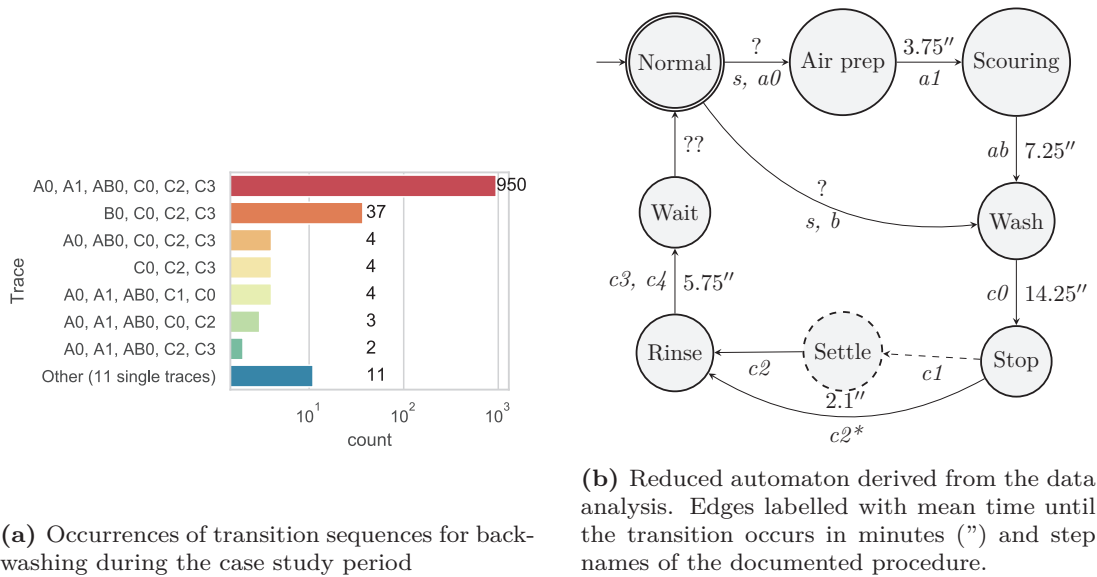 A0, A1, AB0, C0, C2, C3
950
B0, C0, C2, C3
37
A0, AB0, C0, C2, C3
4
C0, C2, C3
4
A0, A1, AB0, C1, C0
4
A0, A1, AB0, C0, C2
3
A0, A1, AB0, C2, C3
2
Other (11 single traces)
11
Trace
10¹ 10² 10³
count
(a) Occurrences of transition sequences for back-
washing during the case study period
Normal
?
s, a0
Air prep
3.75″
a1
Scouring
ab 7.25″
??
Wait
?
s, b
Wash
c3, c4 5.75″
c0 14.25″
Rinse
c2
Settle
c1
Stop
2.1″
c2*
(b) Reduced automaton derived from the data
analysis. Edges labelled with mean time until
the transition occurs in minutes (”) and step
names of the documented procedure.